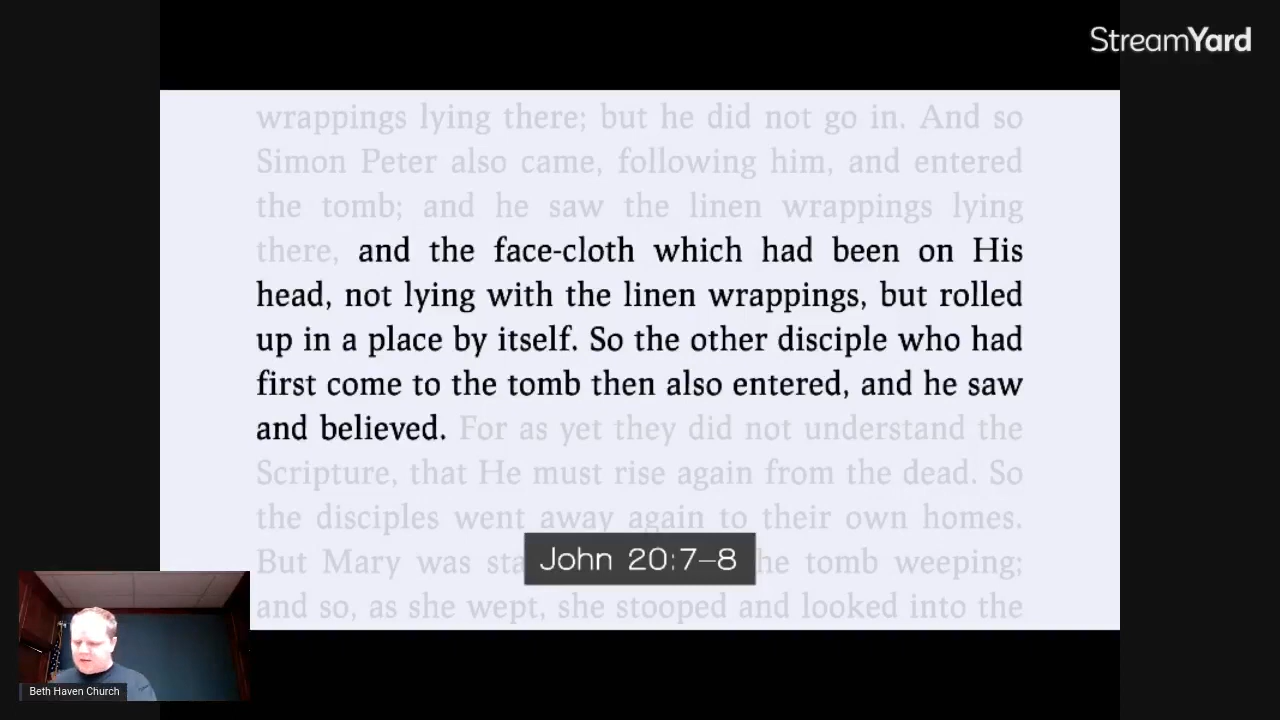 StreamYard
wrappings lying there; but he did not go in. And so
Simon Peter also came, following him, and entered
the tomb; and he saw the linen wrappings lying
there, and the face-cloth which had been on His
head, not lying with the linen wrappings, but rolled
up in a place by itself. So the other disciple who had
first come to the tomb then also entered, and he saw
and believed. For as yet they did not understand the
Scripture, that He must rise again from the dead. So
the disciples went away again to their own homes.
But Mary was sta he tomb weeping;
John 20:7–8
and so, as she wept, she stooped and looked into the
Beth Haven Church